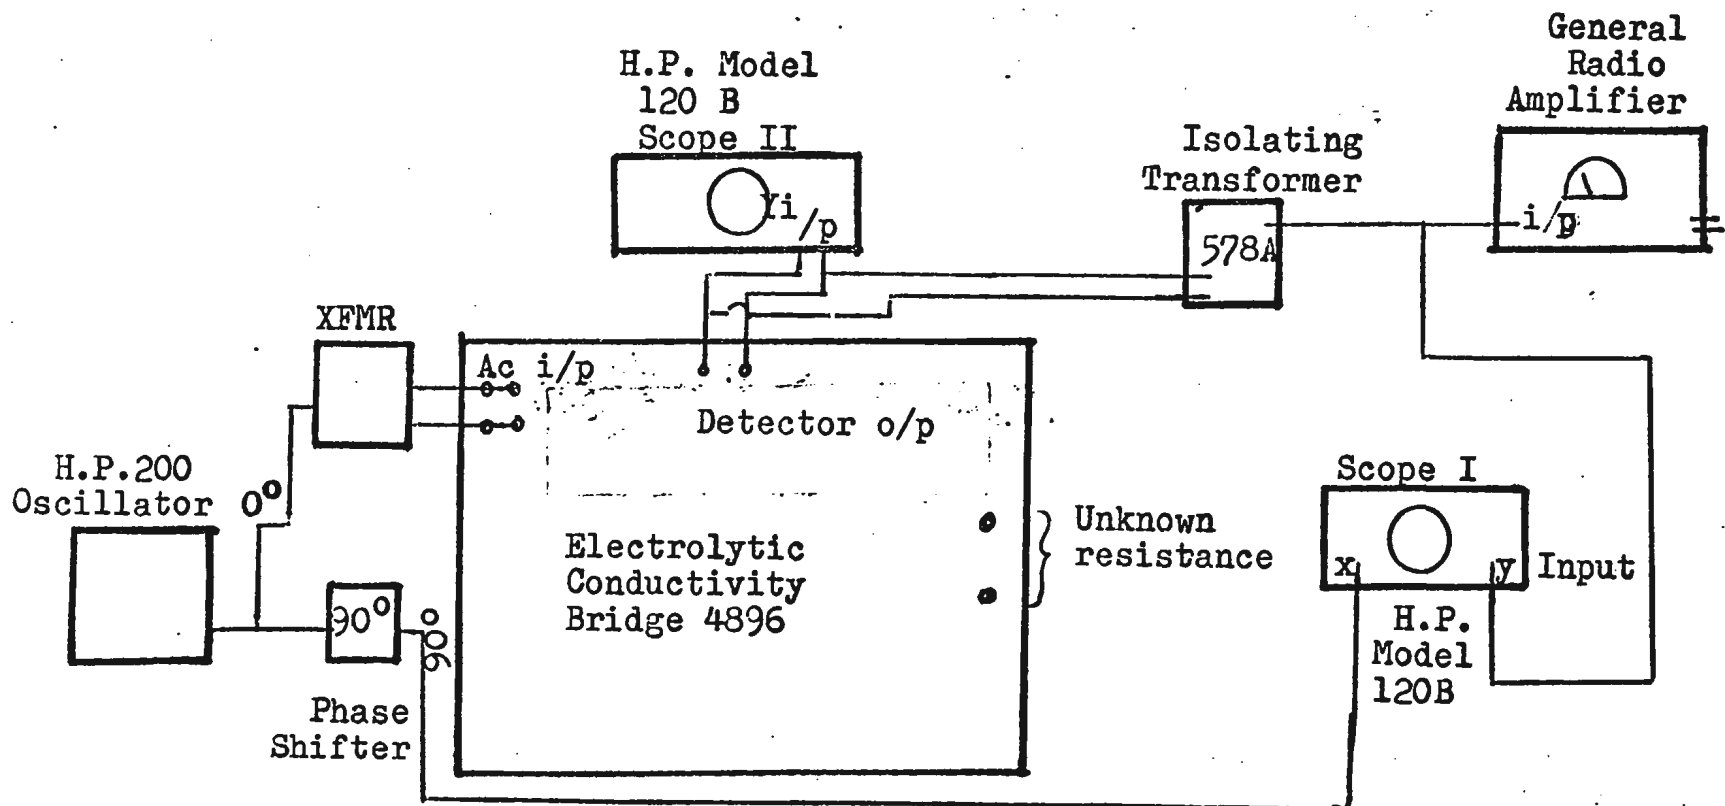 General
Radio
Amplifier
i/p
H.P. Model
120 B
Scope II
Yi
/p
Isolating
Transformer
578A
XFMR
Ac i/p
Detector o/p
H.P.200
Oscillator
0°
90°
90°
Phase
Shifter
Electrolytic
Conductivity
Bridge 4896
Unknown
resistance
Scope I
x
y
Input
H.P.
Model
120B